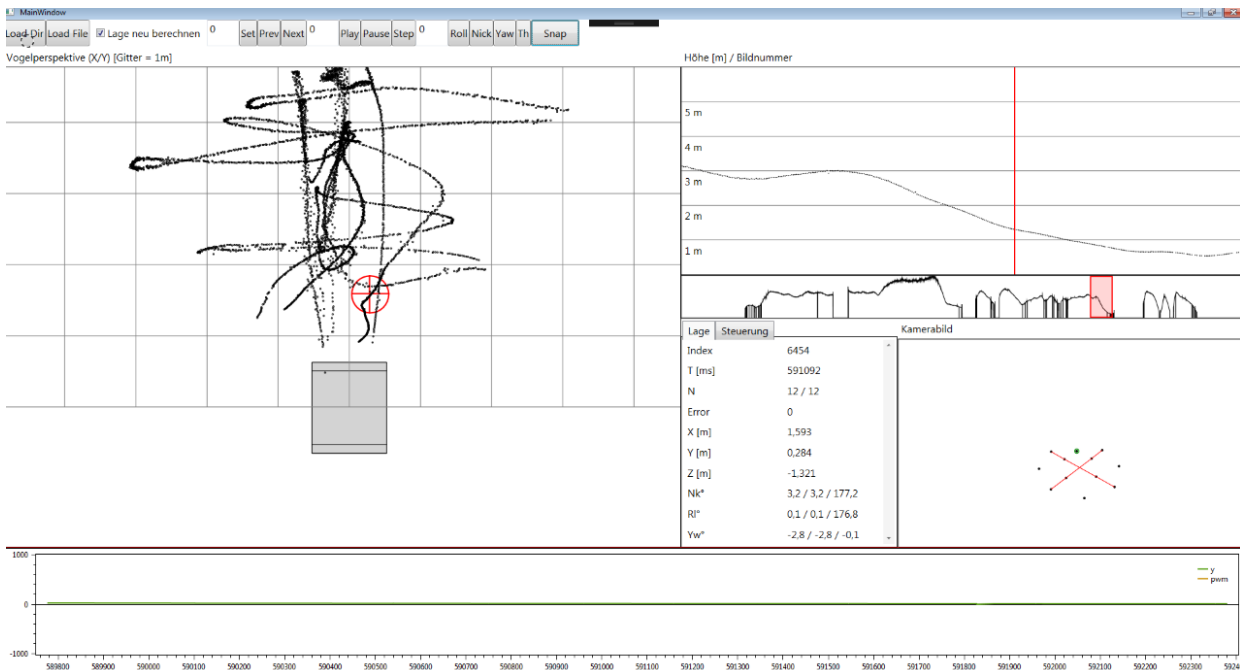 MainWindow
Load Dir Load File Lage neu berechnen 0 Set Prev Next 0 Play Pause Step 0 Roll Nick Yaw Th Snap
Vogelperspektive (X/Y) [Gitter = 1m]
Höhe [m] / Bildnummer
5 m
4 m
3 m
2 m
1 m
Lage Steuerung
Kamerabild
Index 6454
T [ms] 591092
N 12 / 12
Error 0
X [m] 1,593
Y [m] 0,284
Z [m] -1,321
Nk° 3,2 / 3,2 / 177,2
Rl° 0,1 / 0,1 / 176,8
Yw° -2,8 / -2,8 / -0,1
1000
0
-1000
y
pwm
589800 589900 590000 590100 590200 590300 590400 590500 590600 590700 590800 590900 591000 591100 591200 591300 591400 591500 591600 591700 591800 591900 592000 592100 592200 592300